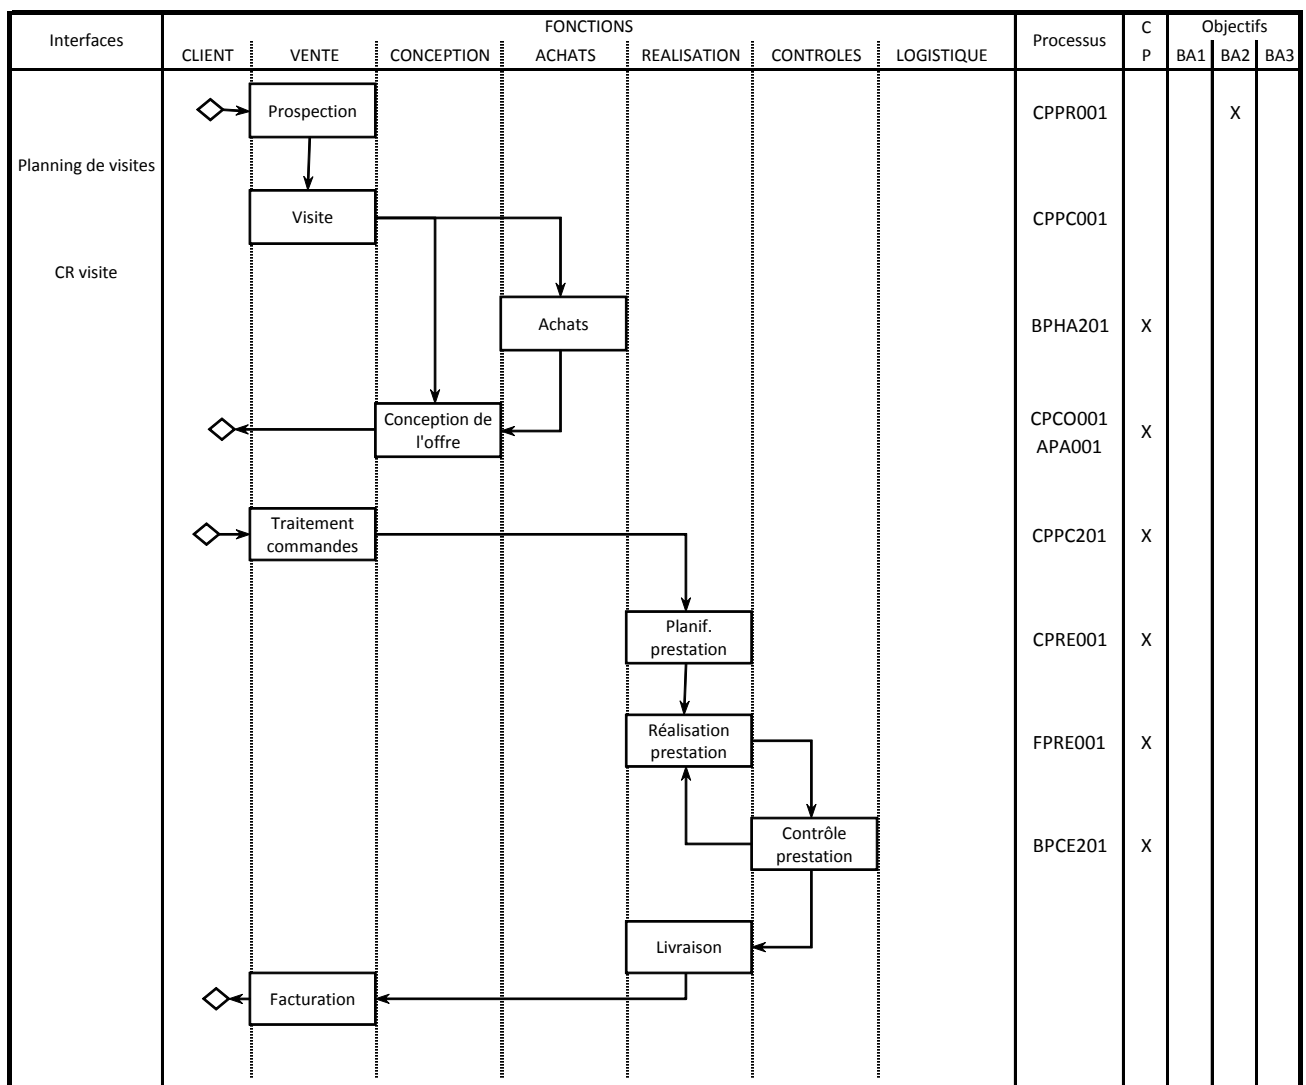 Interfaces
FONCTIONS
Processus
C
P
Objectifs
CLIENT
VENTE
CONCEPTION
ACHATS
REALISATION
CONTROLES
LOGISTIQUE
BA1
BA2
BA3
Prospection
CPPR001
X
Planning de visites
Visite
CPPC001
CR visite
Achats
BPHA201
X
Conception de
l'offre
CPCO001
APA001
X
Traitement
commandes
CPPC201
X
Planif.
prestation
CPRE001
X
Réalisation
prestation
FPRE001
X
Contrôle
prestation
BPCE201
X
Livraison
Facturation